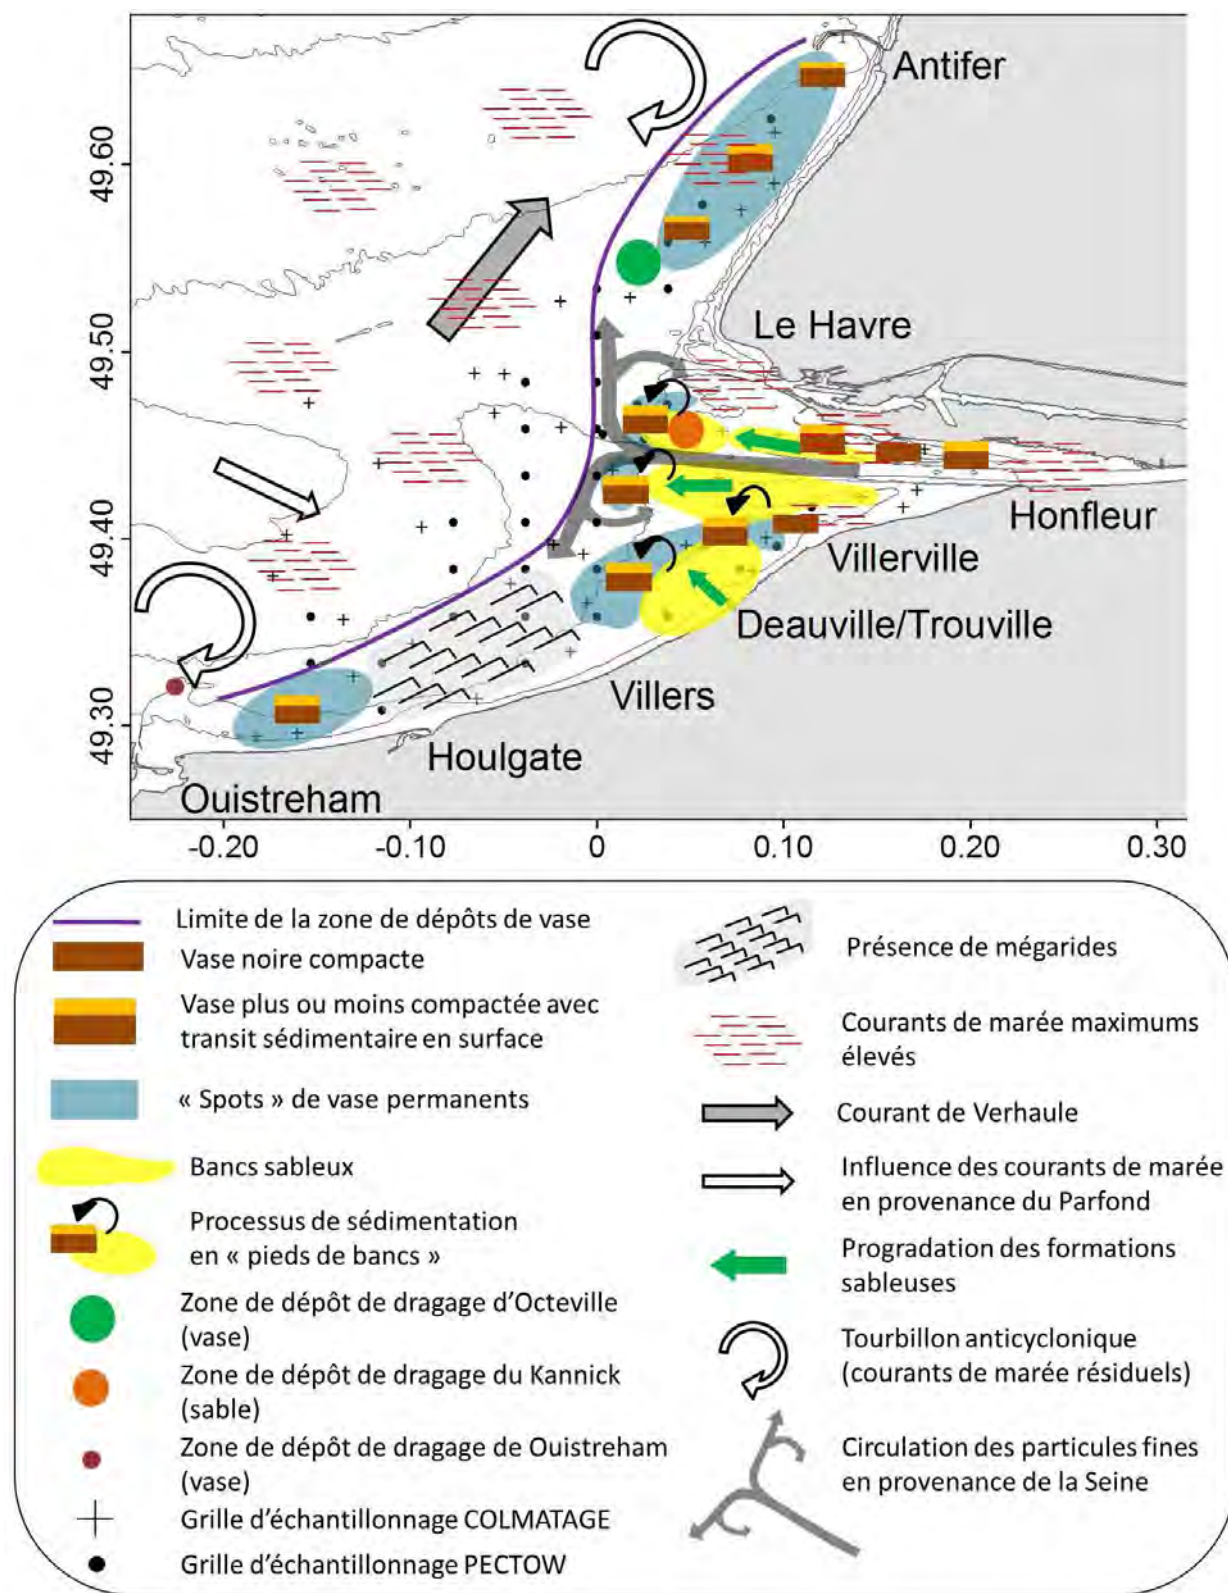 Antifer
49.60
Le Havre
49.50
Honfleur
49.40
Villerville
Deauville/Trouville
Villers
49.30
Houlgate
Ouistreham
-0.20
-0.10
0
0.10
0.20
0.30
Limite de la zone de dépôts de vase
Vase noire compacte
Vase plus ou moins compactée avec
transit sédimentaire en surface
« Spots » de vase permanents
Bancs sableux
Processus de sédimentation
en « pieds de bancs »
Zone de dépôt de dragage d'Octeville
(vase)
Zone de dépôt de dragage du Kannick
(sable)
Zone de dépôt de dragage de Ouistreham
(vase)
Grille d'échantillonnage COLMATAGE
Grille d'échantillonnage PECTOW
Présence de mégarides
Courants de marée maximums
élevés
Courant de Verhaule
Influence des courants de marée
en provenance du Parfond
Progradation des formations
sableuses
Tourbillon anticyclonique
(courants de marée résiduels)
Circulation des particules fines
en provenance de la Seine